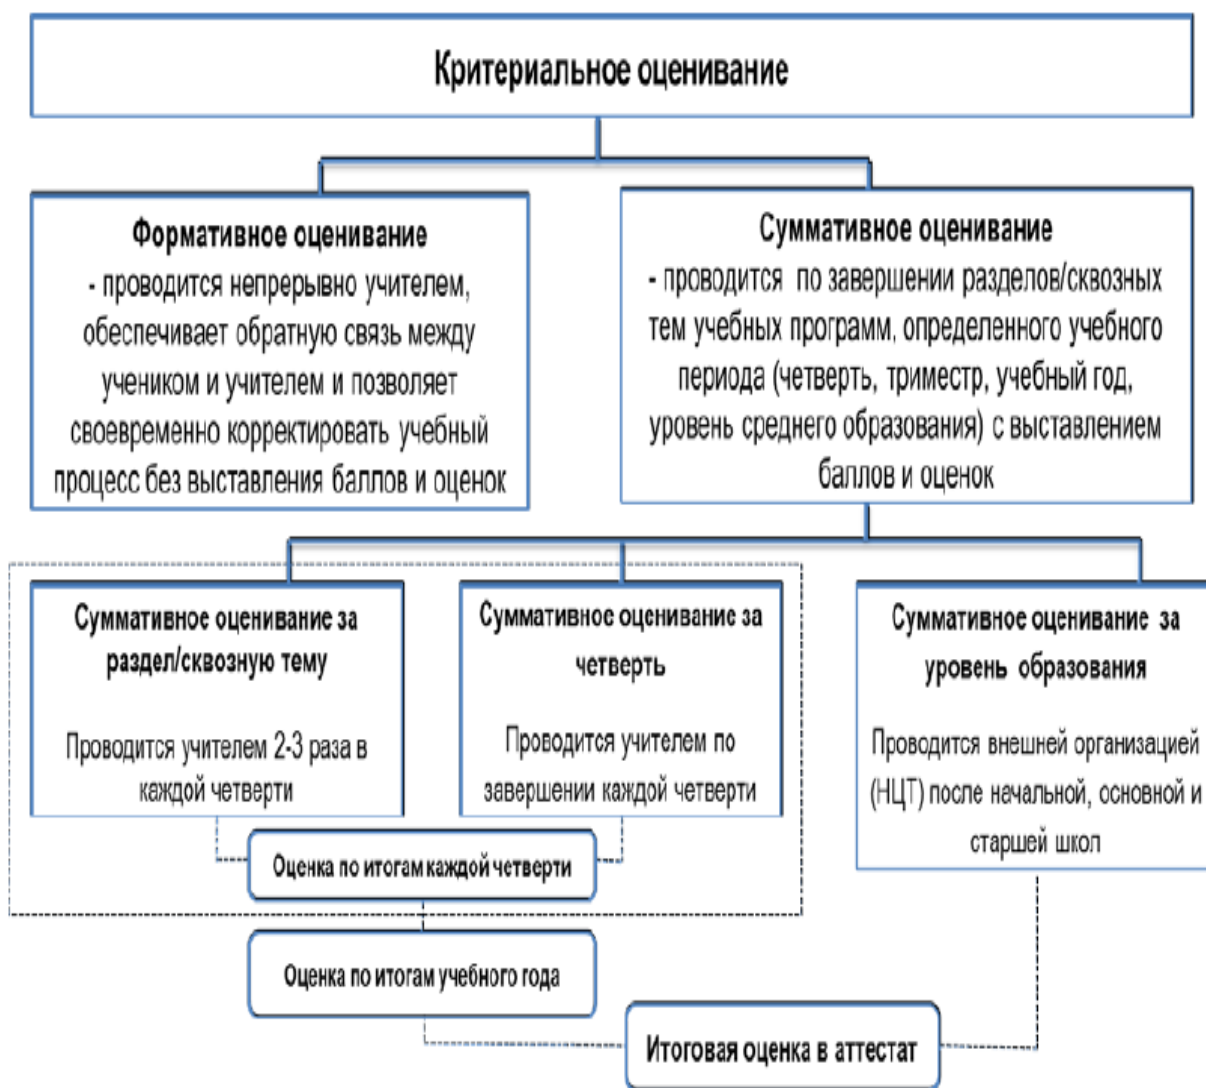 Критериальное оценивание
Формативное оценивание
- проводится непрерывно учителем,
обеспечивает обратную связь между
учеником и учителем и позволяет
своевременно корректировать учебный
процесс без выставления баллов и оценок
Суммативное оценивание
- проводится по завершении разделов/сквозных
тем учебных программ, определенного учебного
периода (четверть, триместр, учебный год,
уровень среднего образования) с выставлением
баллов и оценок
Суммативное оценивание за
раздел/сквозную тему
Проводится учителем 2-3 раза в
каждой четверти
Суммативное оценивание за
четверть
Проводится учителем по
завершении каждой четверти
Суммативное оценивание за
уровень образования
Проводится внешней организацией
(НЦТ) после начальной, основной и
старшей школ
Оценка по итогам каждой четверти
Оценка по итогам учебного года
Итоговая оценка в аттестат